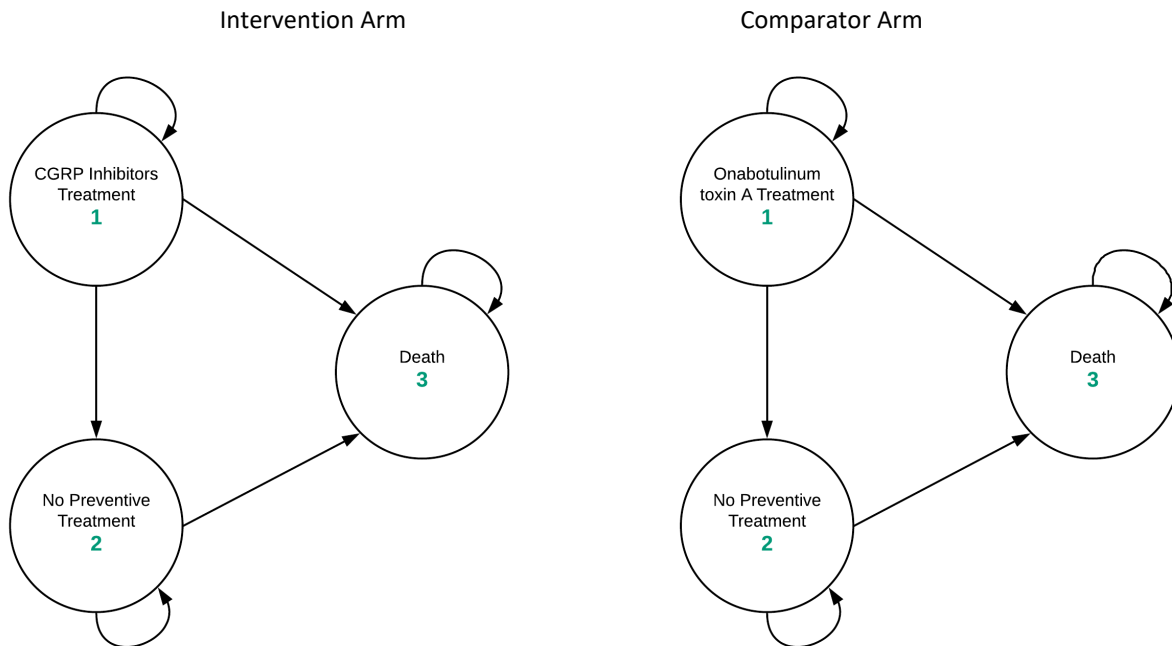 Intervention Arm
CGRP Inhibitors
Treatment
1
Death
3
No Preventive
Treatment
2
Comparator Arm
Onabotulinum
toxin A Treatment
1
Death
3
No Preventive
Treatment
2